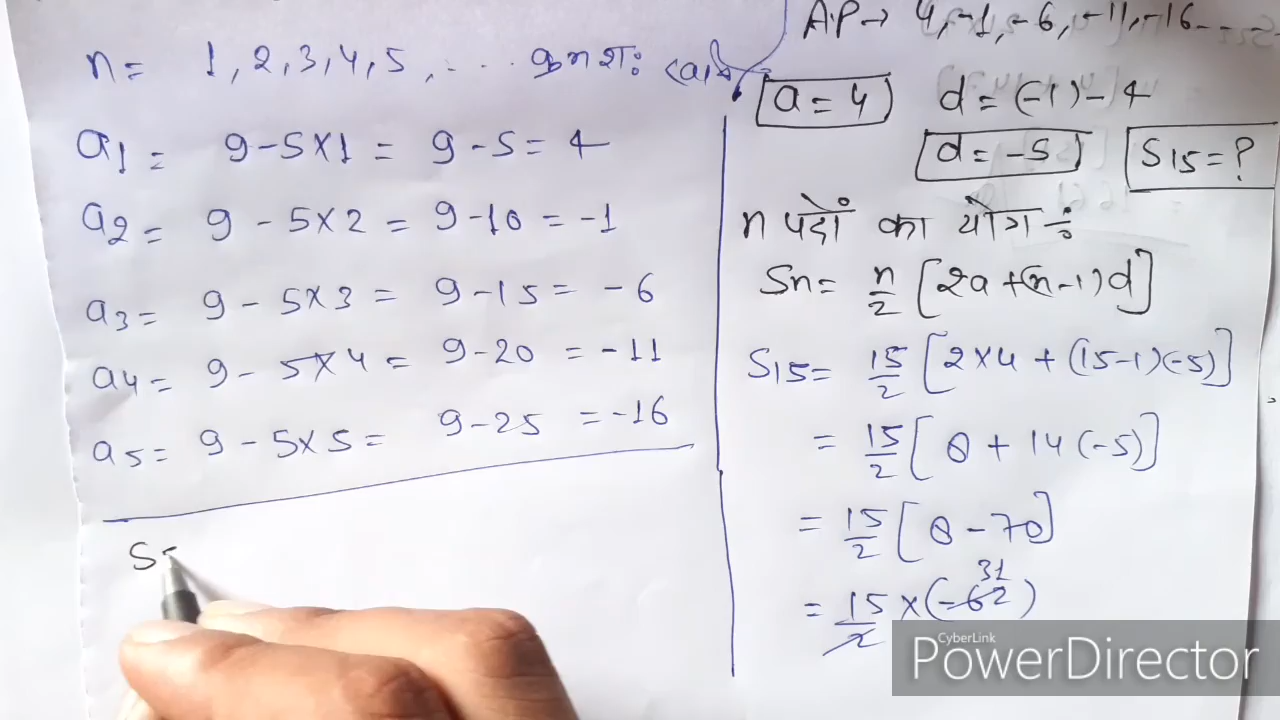 n = 1, 2, 3, 4, 5, ... क्रमशः
a1 = 9-5×1 = 9-5 = 4
a2 = 9 - 5×2 = 9-10 = -1
a3 = 9 - 5×3 = 9-15 = -6
a4 = 9 - 5×4 = 9-20 = -11
a5 = 9 - 5×5 = 9-25 = -16
AP→ 4, -1, -6, -11, -16.....
a = 4 d = (-1) - 4
d = -5 S15 = ?
n पदों का योग ÷
Sn = n/2 [2a+(n-1)d]
S15 = 15/2 [2×4 + (15-1)(-5)]
= 15/2 [8 + 14(-5)]
= 15/2 [8 - 70]
31
= 15/2 × (-62)
CyberLink
PowerDirector